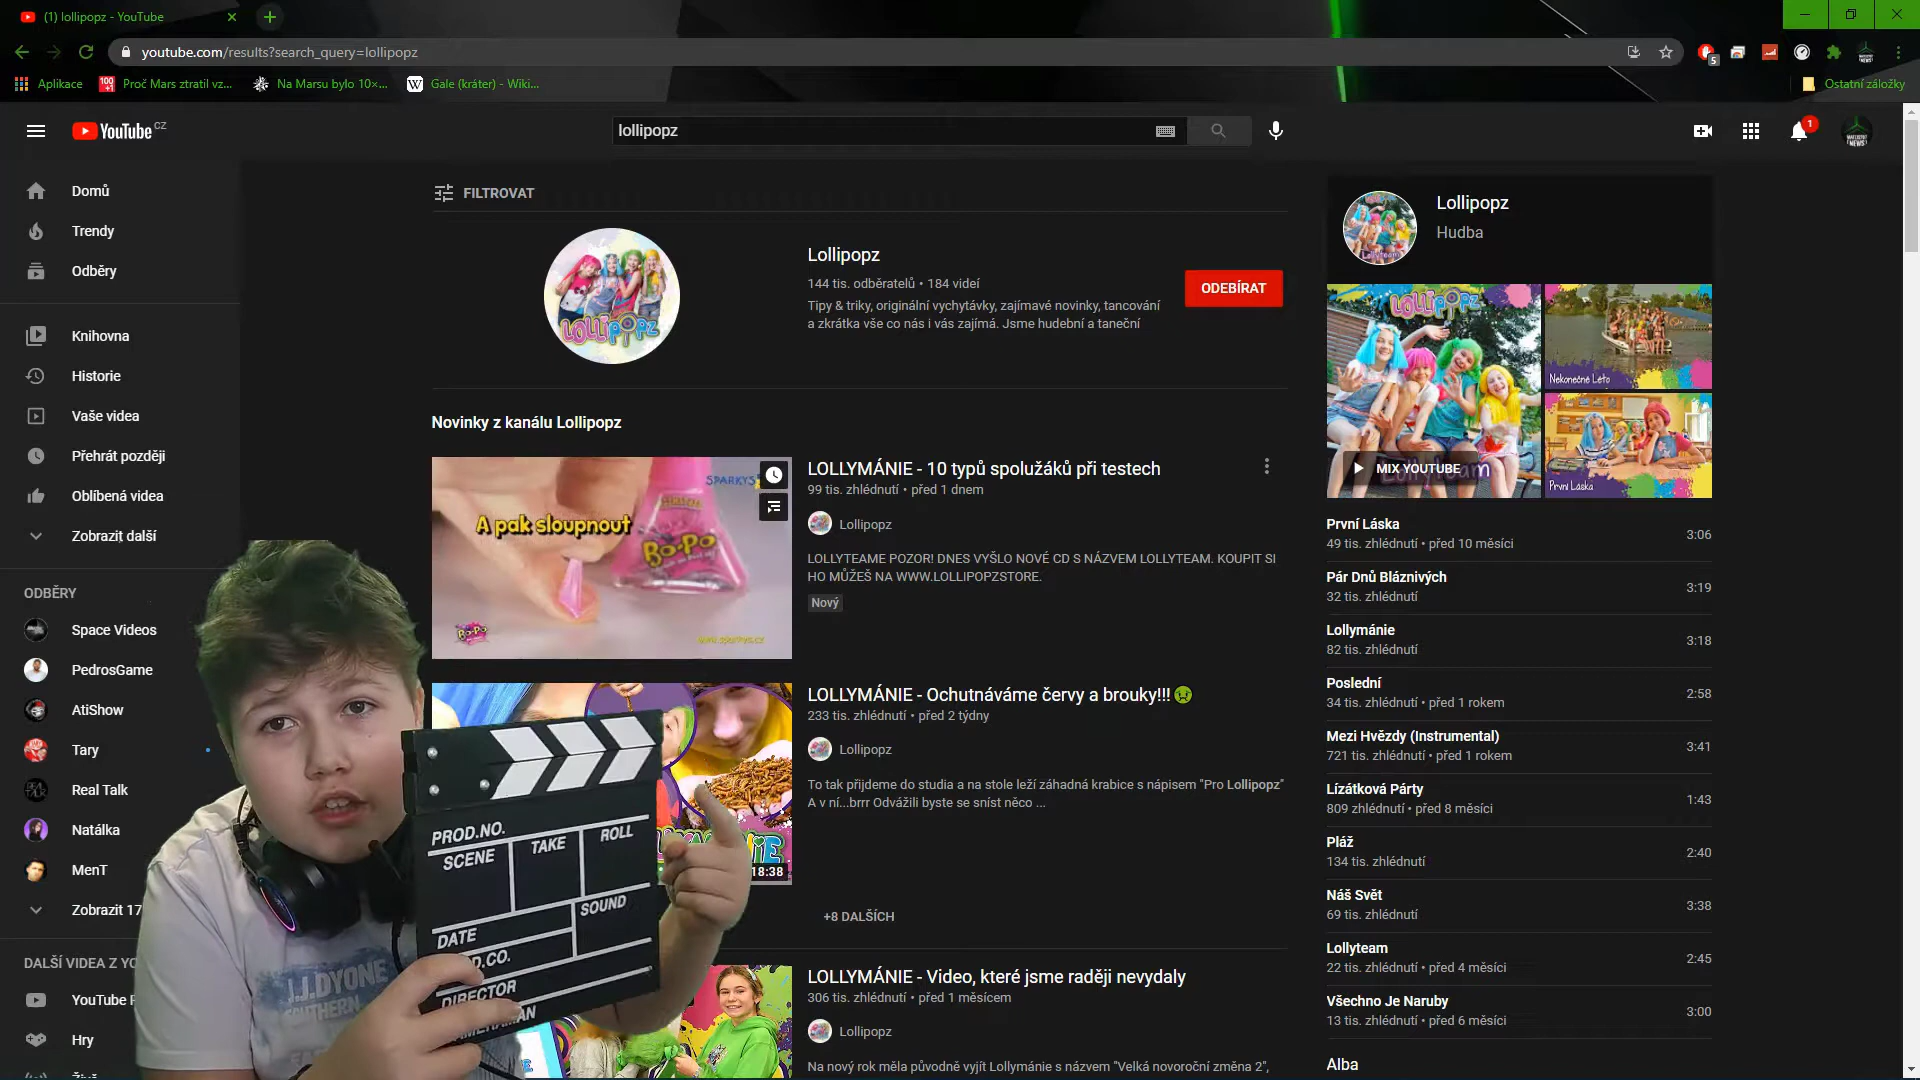 (1) lollipopz - YouTube
youtube.com/results?search_query=lollipopz
5
Aplikace
Proč Mars ztratil vz...
Na Marsu bylo 10×...
W
Gale (kráter) - Wiki...
Ostatní záložky
YouTube CZ
lollipopz
1
Domů
Trendy
Odběry
Knihovna
Historie
Vaše videa
Přehrát později
Oblíbená videa
Zobrazit další
ODBĚRY
Space Videos
PedrosGame
AtiShow
Tary
Real Talk
Natálka
MenT
Zobrazit 17
DALŠÍ VIDEA Z YO
YouTube
Hry
FILTROVAT
LOLLIPOPZ
Lollipopz
144 tis. odběratelů • 184 videí
Tipy & triky, originální vychytávky, zajímavé novinky, tancování
a zkrátka vše co nás i vás zajímá. Jsme hudební a taneční
ODEBÍRAT
Novinky z kanálu Lollipopz
SPARKYS
A pak sloupnout
Bo-Po
Bo-Po
LOLLYMÁNIE - 10 typů spolužáků při testech
99 tis. zhlédnutí • před 1 dnem
Lollipopz
LOLLYTEAME POZOR! DNES VYŠLO NOVÉ CD S NÁZVEM LOLLYTEAM. KOUPIT SI
HO MŮŽEŠ NA WWW.LOLLIPOPZSTORE.
Nový
18:38
LOLLYMÁNIE - Ochutnáváme červy a brouky!!!🤢
233 tis. zhlédnutí • před 2 týdny
Lollipopz
To tak přijdeme do studia a na stole leží záhadná krabice s nápisem "Pro Lollipopz"
A v ní...brrr Odvážili byste se sníst něco ...
+8 DALŠÍCH
LOLLYMÁNIE - Video, které jsme raději nevydaly
306 tis. zhlédnutí • před 1 měsícem
Lollipopz
Na nový rok měla původně vyjít Lollymánie s názvem "Velká novoroční změna 2",
PROD.NO.
SCENE
TAKE
ROLL
SOUND
DATE
D.CO.
DIRECTOR
MERAMAN
J.J.DYONE
Lollipopz
Hudba
LOLLIPOPZ
MIX YOUTUBE
Lollyteam
Nekonečné Léto
První Láska
První Láska
49 tis. zhlédnutí • před 10 měsíci
3:06
Pár Dnů Bláznivých
32 tis. zhlédnutí
3:19
Lollymánie
82 tis. zhlédnutí
3:18
Poslední
34 tis. zhlédnutí • před 1 rokem
2:58
Mezi Hvězdy (Instrumental)
721 tis. zhlédnutí • před 1 rokem
3:41
Lízátková Párty
809 zhlédnutí • před 8 měsíci
1:43
Pláž
134 tis. zhlédnutí
2:40
Náš Svět
69 tis. zhlédnutí
3:38
Lollyteam
22 tis. zhlédnutí • před 4 měsíci
2:45
Všechno Je Naruby
13 tis. zhlédnutí • před 6 měsíci
3:00
Alba